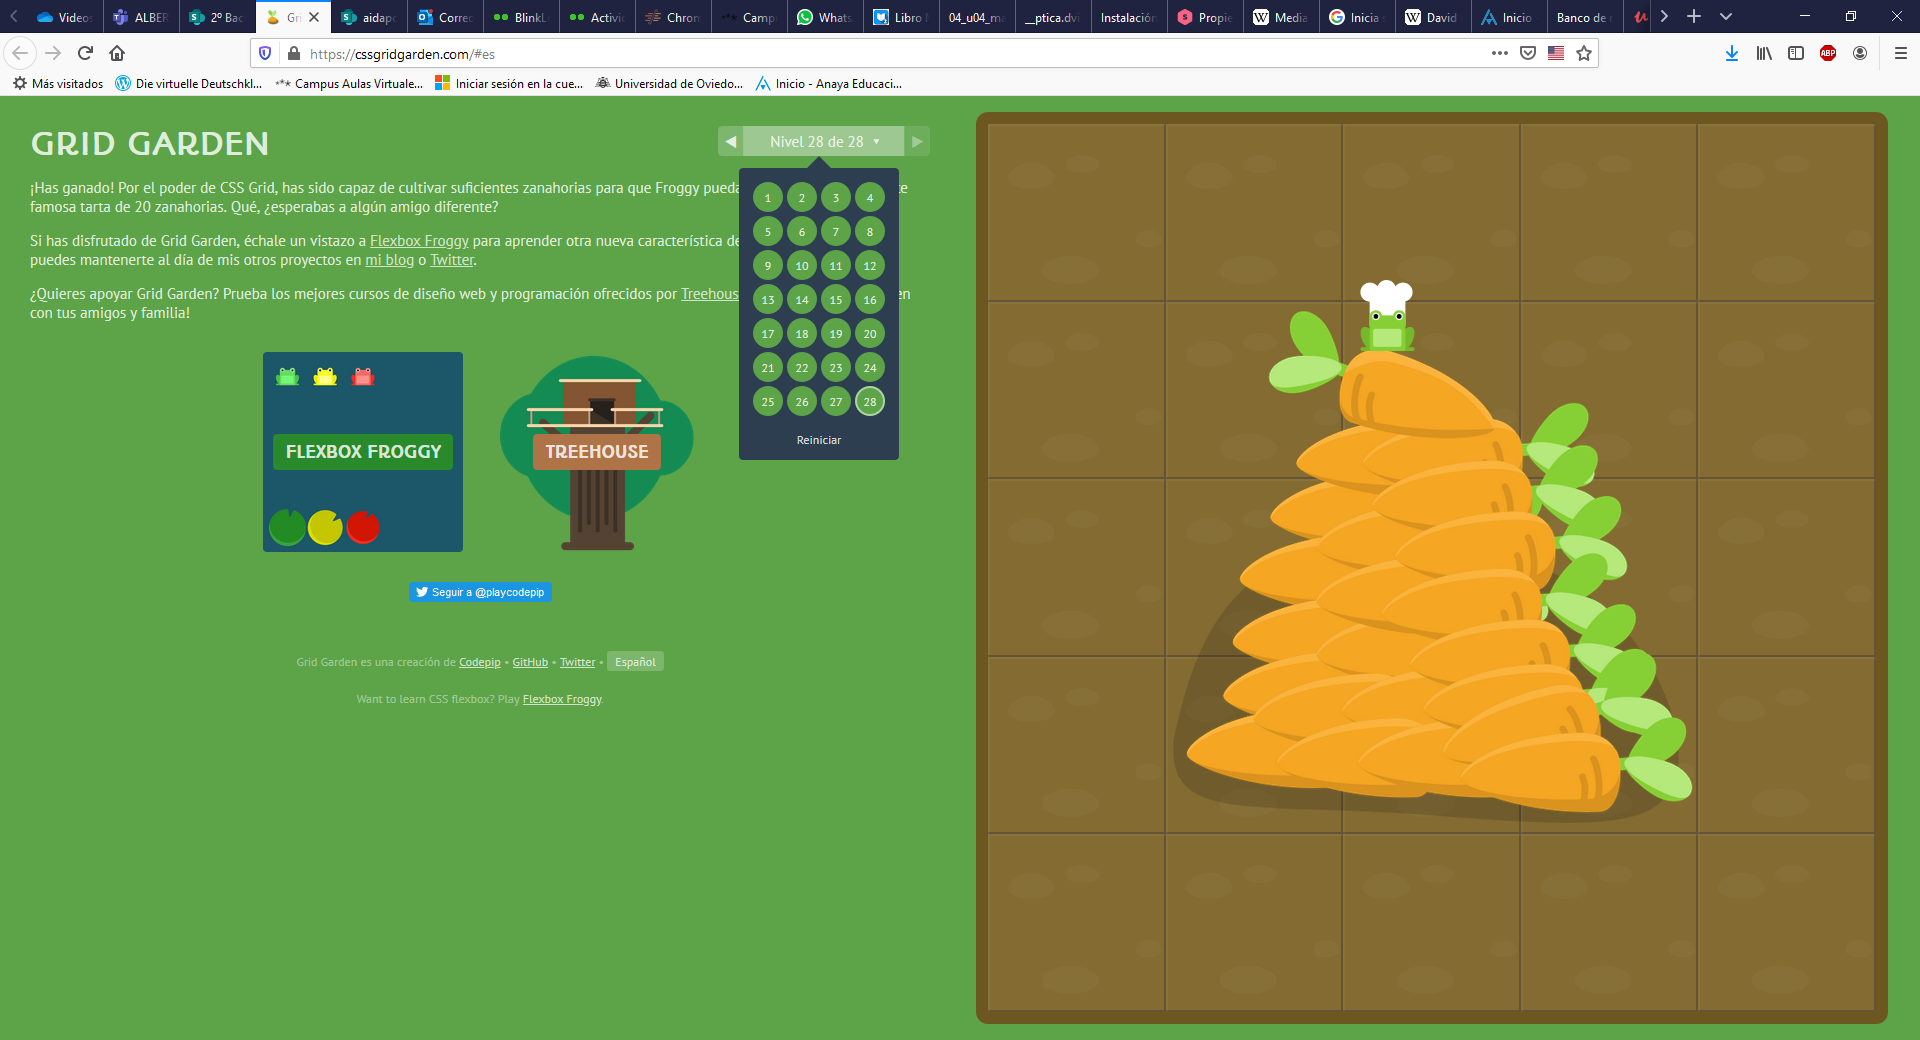 Videos
ALBER
2º Bac
Gri
aidapo
Correo
BlinkL
Activid
Chrom
Camp
Whats
Libro
04_u04_ma
__ptica.dvi
Instalación
Propie
Media
Inicia
David
Inicio
Banco de r
https://cssgridgarden.com/#es
ABP
Más visitados
Die virtuelle Deutschkl...
Campus Aulas Virtuale...
Iniciar sesión en la cue...
Universidad de Oviedo...
Inicio - Anaya Educaci...
GRID GARDEN
Nivel 28 de 28
¡Has ganado! Por el poder de CSS Grid, has sido capaz de cultivar suficientes zanahorias para que Froggy pueda
te
famosa tarta de 20 zanahorias. Qué, ¿esperabas a algún amigo diferente?
Si has disfrutado de Grid Garden, échale un vistazo a Flexbox Froggy para aprender otra nueva característica de
puedes mantenerte al día de mis otros proyectos en mi blog o Twitter.
¿Quieres apoyar Grid Garden? Prueba los mejores cursos de diseño web y programación ofrecidos por Treehous
en
con tus amigos y familia!
1 2 3 4
5 6 7 8
9 10 11 12
13 14 15 16
17 18 19 20
21 22 23 24
25 26 27 28
Reiniciar
FLEXBOX FROGGY
TREEHOUSE
Seguir a @playcodepip
Grid Garden es una creación de Codepip • GitHub • Twitter • Español
Want to learn CSS flexbox? Play Flexbox Froggy.